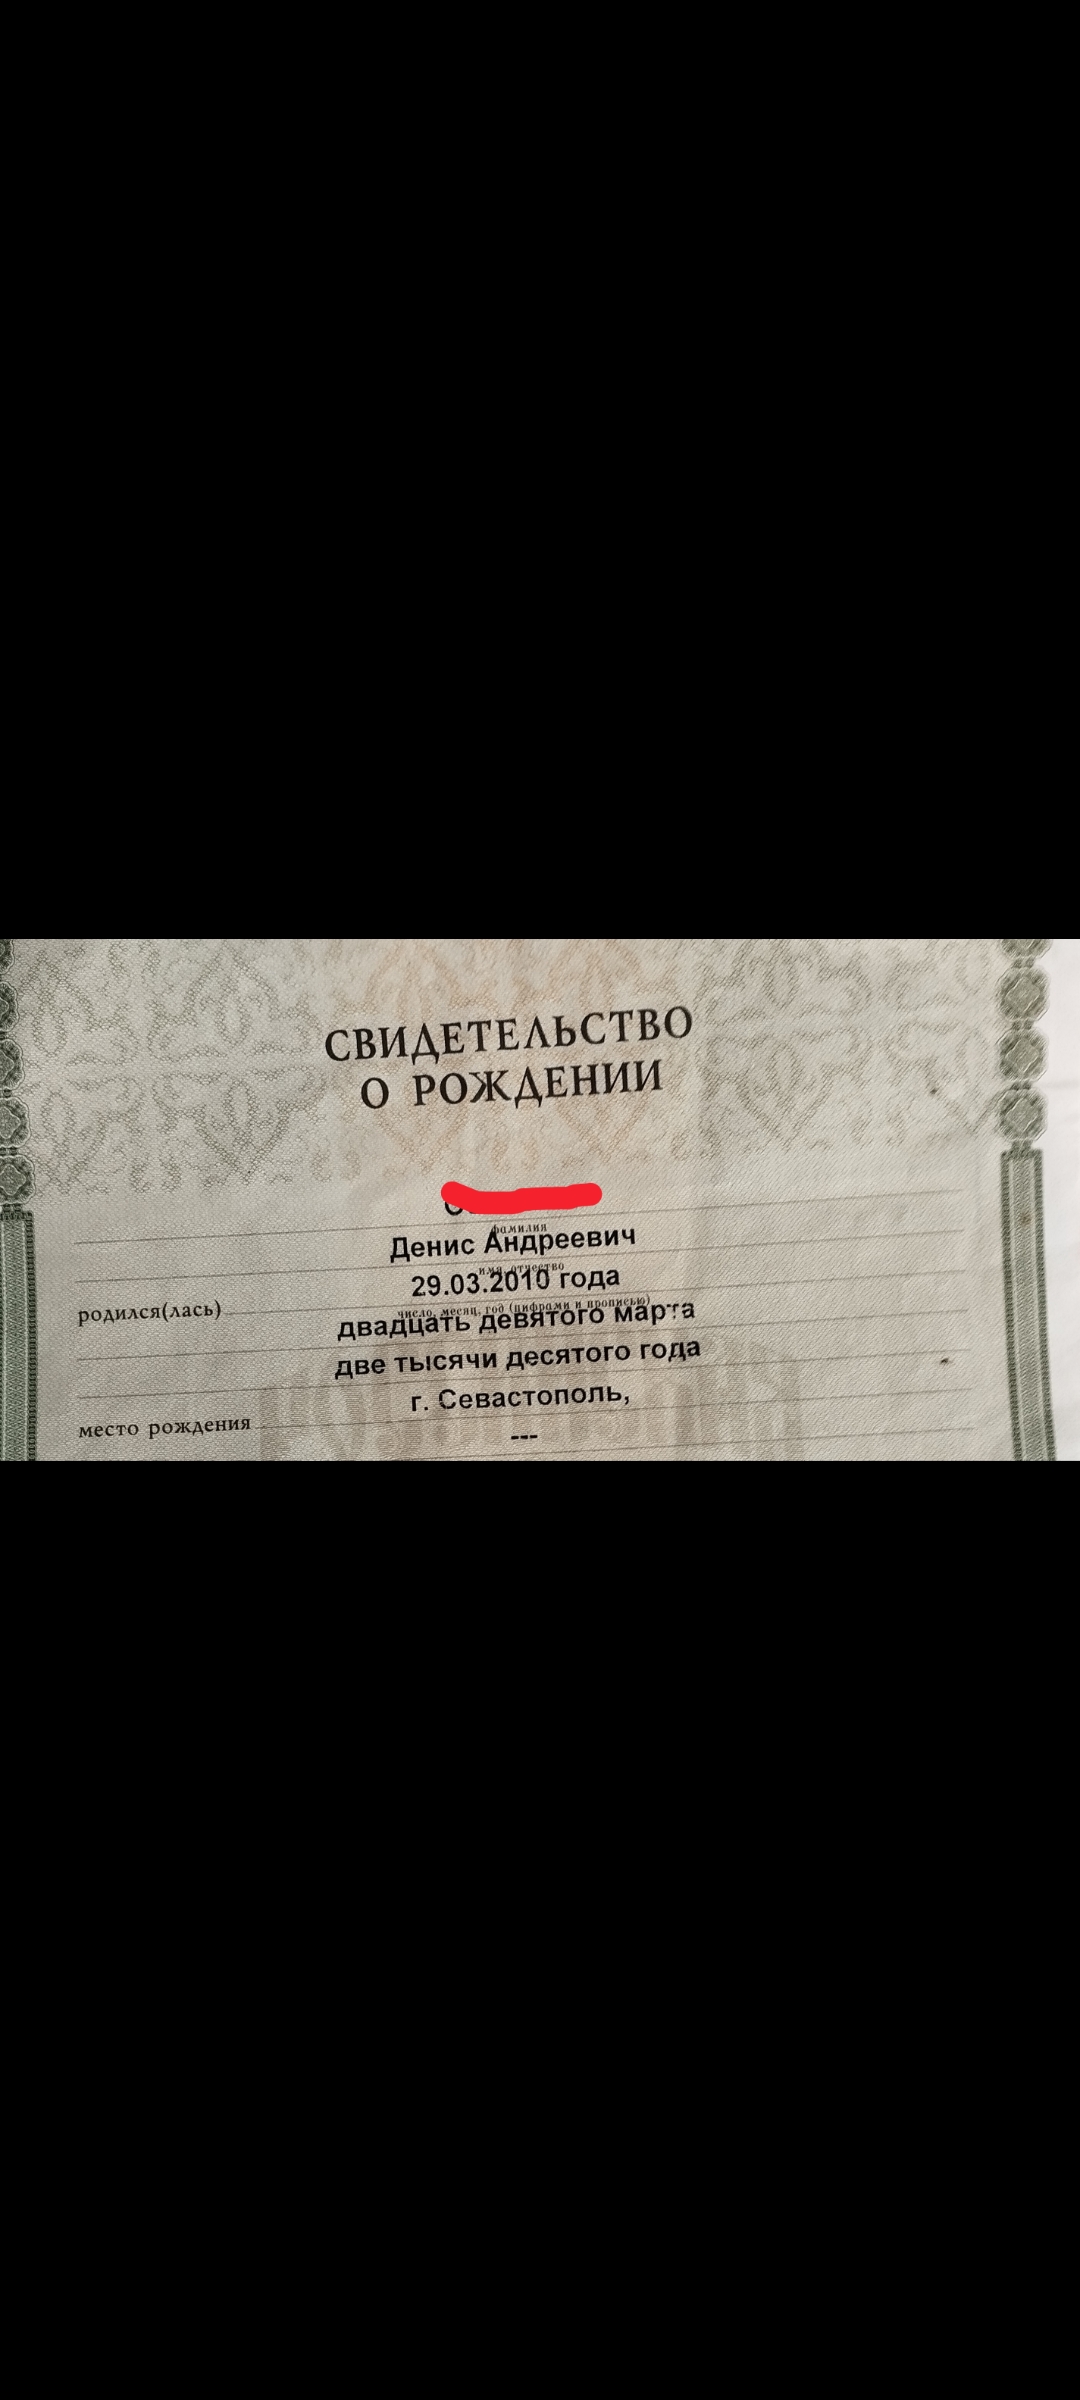 СВИДЕТЕЛЬСТВО
О РОЖДЕНИИ
фамилия
Денис Андреевич
имя, отчество
29.03.2010 года
родился(лась)
число, месяц, год (цифрами и прописью)
двадцать девятого марта
две тысячи десятого года
г. Севастополь,
место рождения
---